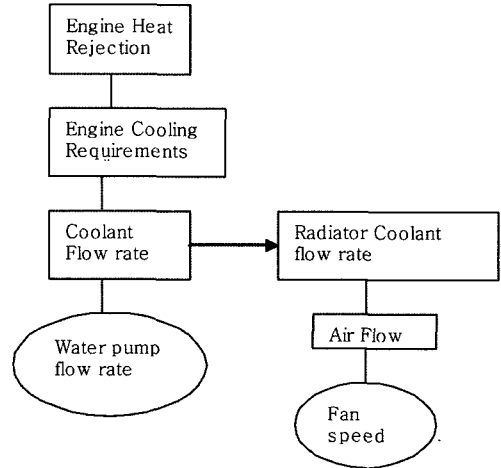 Engine Heat
Rejection
Engine Cooling
Requirements
Coolant
Flow rate
Radiator Coolant
flow rate
Water pump
flow rate
Air Flow
Fan
speed